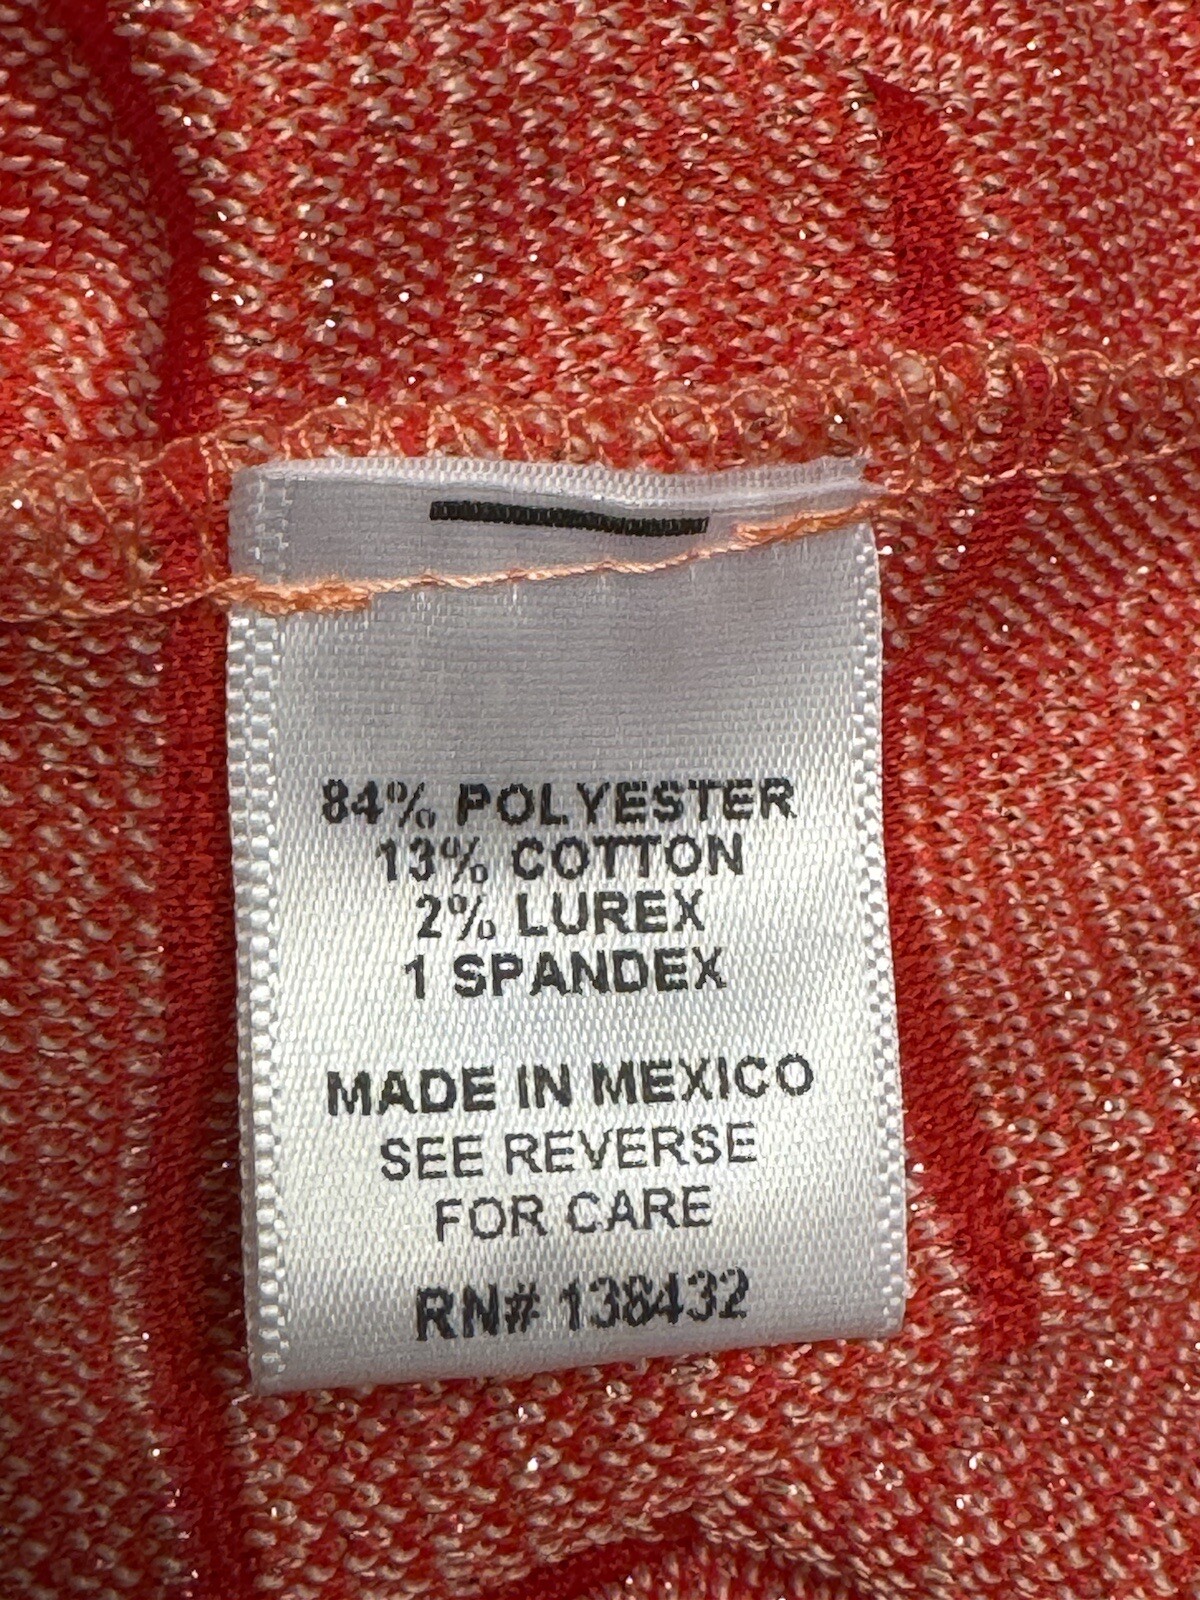 84% POLYESTER
13% COTTON
2% LUREX
1 SPANDEX
MADE IN MEXICO
SEE REVERSE
FOR CARE
RN# 138432